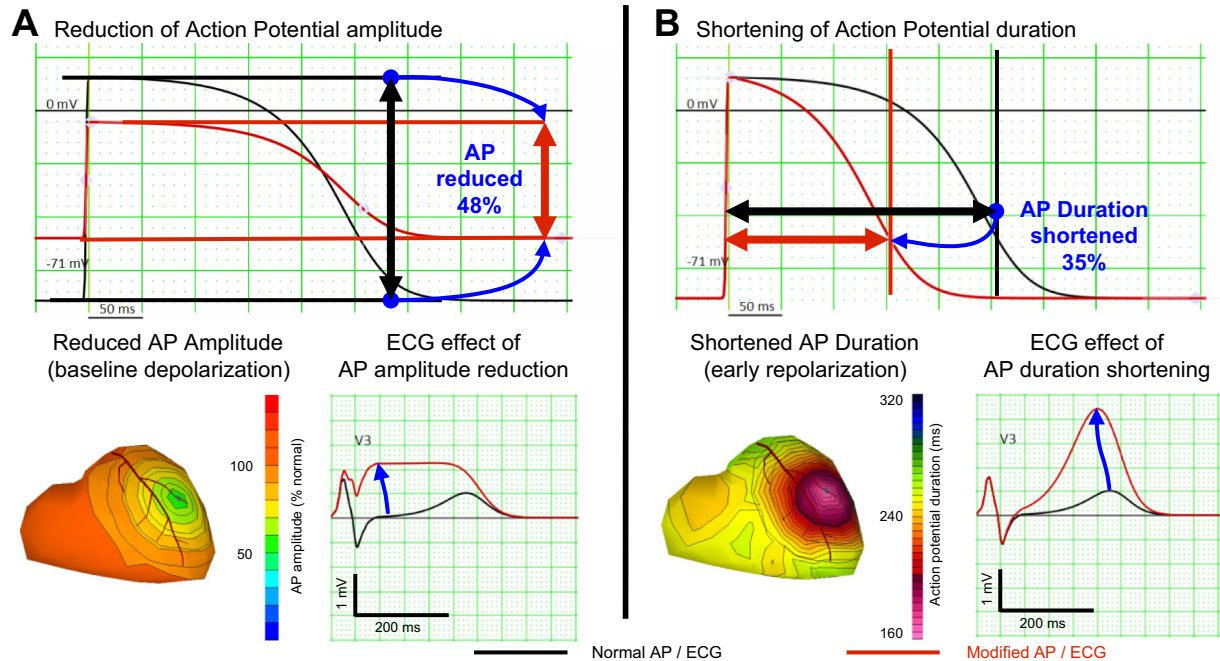 A
Reduction of Action Potential amplitude
0 mV
AP
reduced
48%
-71 mV
50 ms
Reduced AP Amplitude
(baseline depolarization)
100
50
AP amplitude (% normal)
ECG effect of
AP amplitude reduction
V3
1 mV
200 ms
B
Shortening of Action Potential duration
0 mV
AP Duration
shortened
35%
-71 mV
50 ms
Shortened AP Duration
(early repolarization)
320
240
160
Action potential duration (ms)
ECG effect of
AP duration shortening
V3
1 mV
200 ms
Normal AP / ECG
Modified AP / ECG